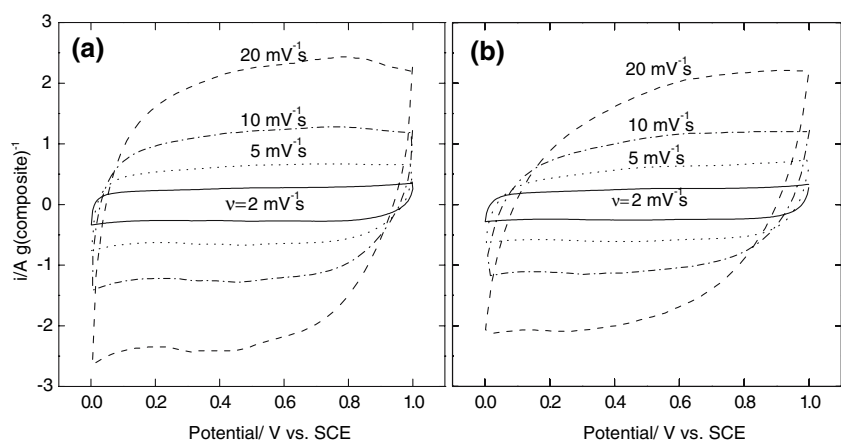 (a)
20 mV⁻¹s
10 mV⁻¹s
5 mV⁻¹s
ν=2 mV⁻¹s
3
2
1
0
-1
-2
-3
i/A g(composite)⁻¹
0.0 0.2 0.4 0.6 0.8 1.0
Potential/ V vs. SCE
(b)
20 mV⁻¹s
10 mV⁻¹s
5 mV⁻¹s
ν=2 mV⁻¹s
0.0 0.2 0.4 0.6 0.8 1.0
Potential/ V vs. SCE